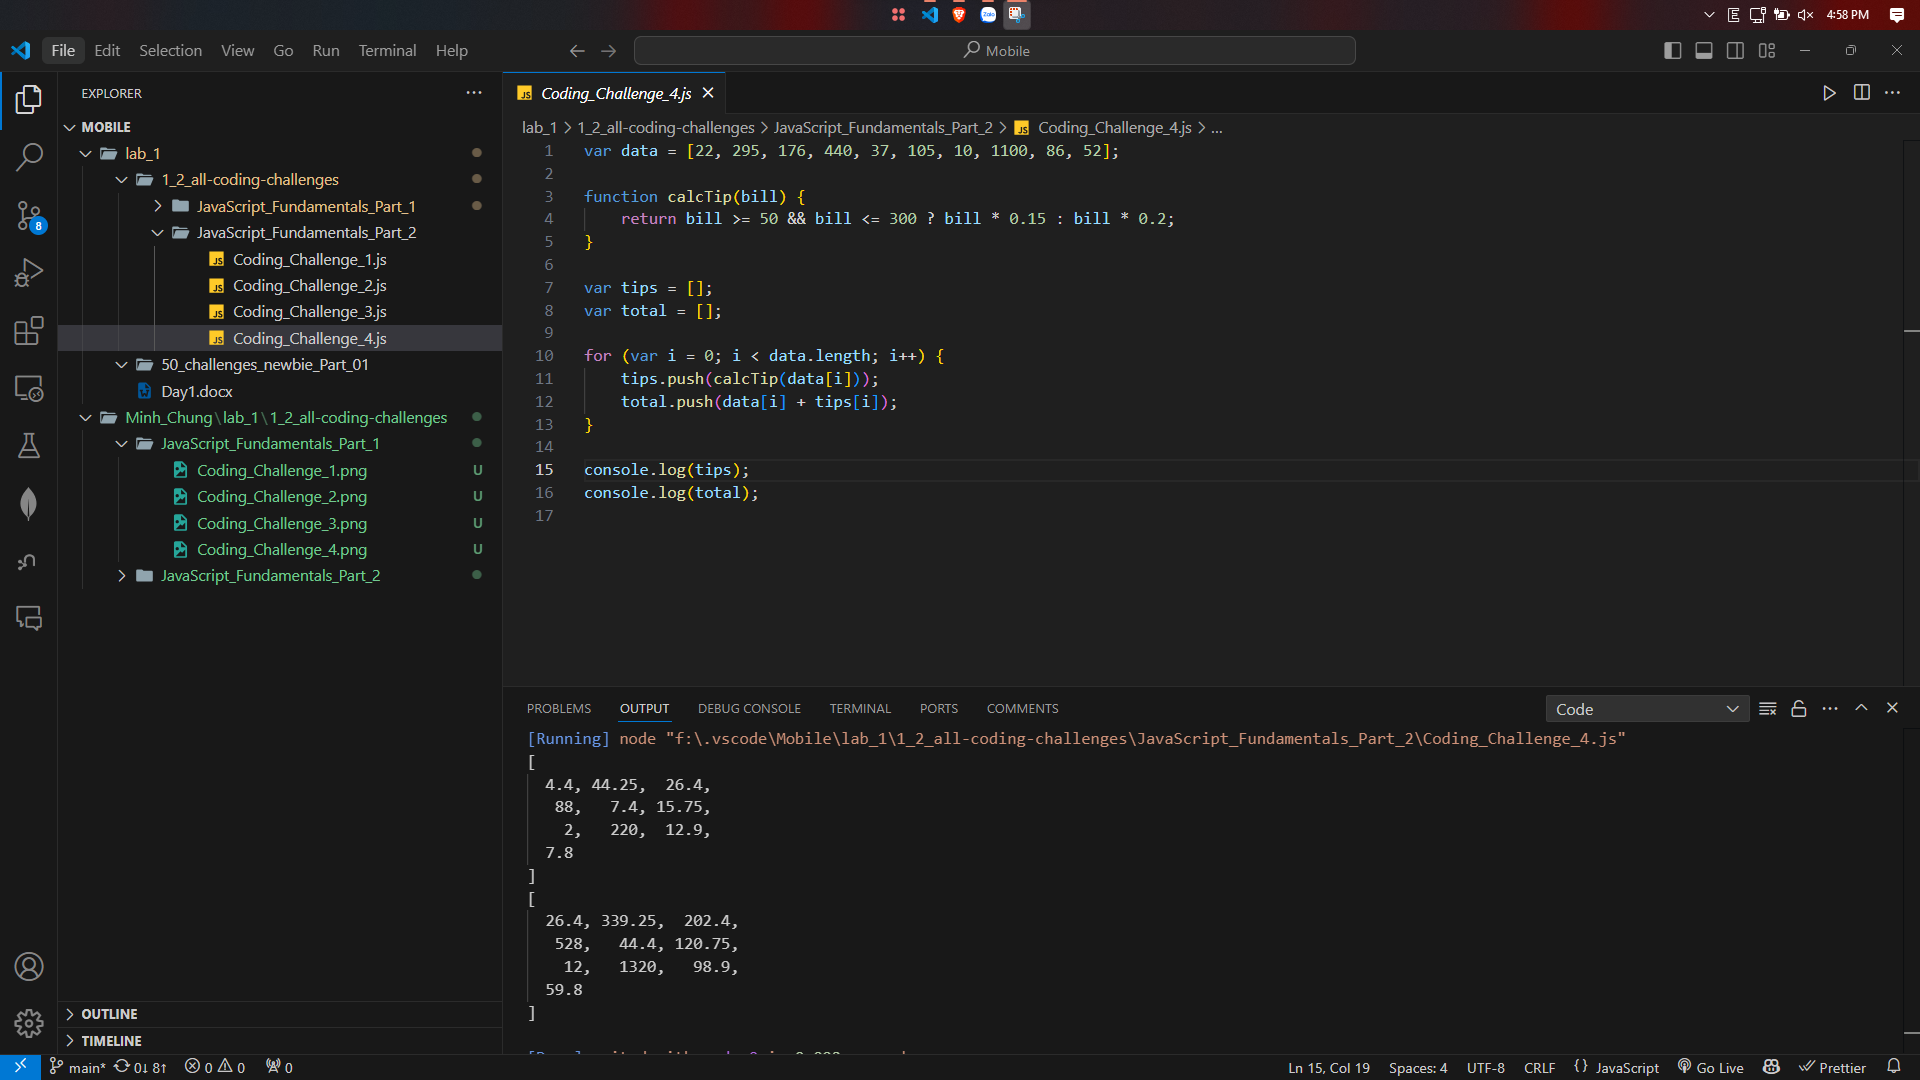 4:58 PM
File Edit Selection View Go Run Terminal Help
Mobile
EXPLORER
MOBILE
lab_1
1_2_all-coding-challenges
JavaScript_Fundamentals_Part_1
JavaScript_Fundamentals_Part_2
JS Coding_Challenge_1.js
JS Coding_Challenge_2.js
JS Coding_Challenge_3.js
JS Coding_Challenge_4.js
50_challenges_newbie_Part_01
Day1.docx
Minh_Chung\lab_1\1_2_all-coding-challenges
JavaScript_Fundamentals_Part_1
Coding_Challenge_1.png U
Coding_Challenge_2.png U
Coding_Challenge_3.png U
Coding_Challenge_4.png U
JavaScript_Fundamentals_Part_2
8
OUTLINE
TIMELINE
JS Coding_Challenge_4.js
lab_1 > 1_2_all-coding-challenges > JavaScript_Fundamentals_Part_2 > JS Coding_Challenge_4.js > ...
1 var data = [22, 295, 176, 440, 37, 105, 10, 1100, 86, 52];
2
3 function calcTip(bill) {
4 return bill >= 50 && bill <= 300 ? bill * 0.15 : bill * 0.2;
5 }
6
7 var tips = [];
8 var total = [];
9
10 for (var i = 0; i < data.length; i++) {
11 tips.push(calcTip(data[i]));
12 total.push(data[i] + tips[i]);
13 }
14
15 console.log(tips);
16 console.log(total);
17
PROBLEMS OUTPUT DEBUG CONSOLE TERMINAL PORTS COMMENTS
Code
[Running] node "f:\.vscode\Mobile\lab_1\1_2_all-coding-challenges\JavaScript_Fundamentals_Part_2\Coding_Challenge_4.js"
[
4.4, 44.25, 26.4,
88, 7.4, 15.75,
2, 220, 12.9,
7.8
]
[
26.4, 339.25, 202.4,
528, 44.4, 120.75,
12, 1320, 98.9,
59.8
]
main* 0↓ 8↑ 0 0 0
Ln 15, Col 19 Spaces: 4 UTF-8 CRLF {} JavaScript Go Live Prettier